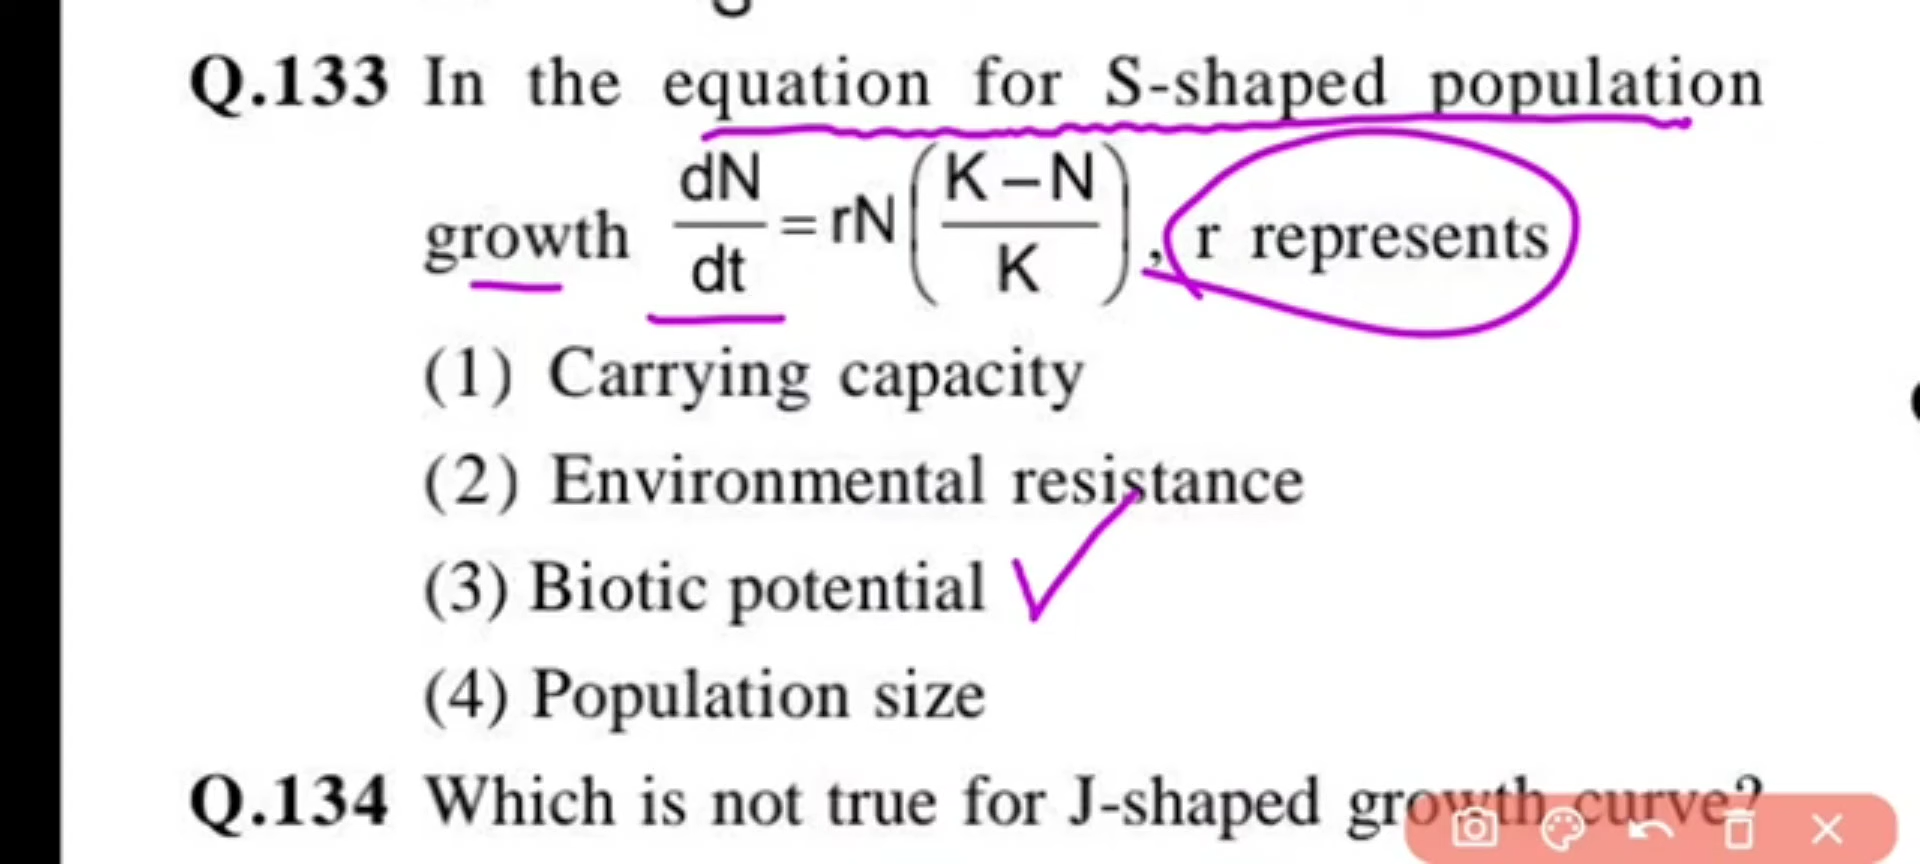 Q.133 In the equation for S-shaped population
growth dN/dt = rN((K – N)/K), r represents
(1) Carrying capacity
(2) Environmental resistance
(3) Biotic potential
(4) Population size
Q.134 Which is not true for J-shaped growth curve?